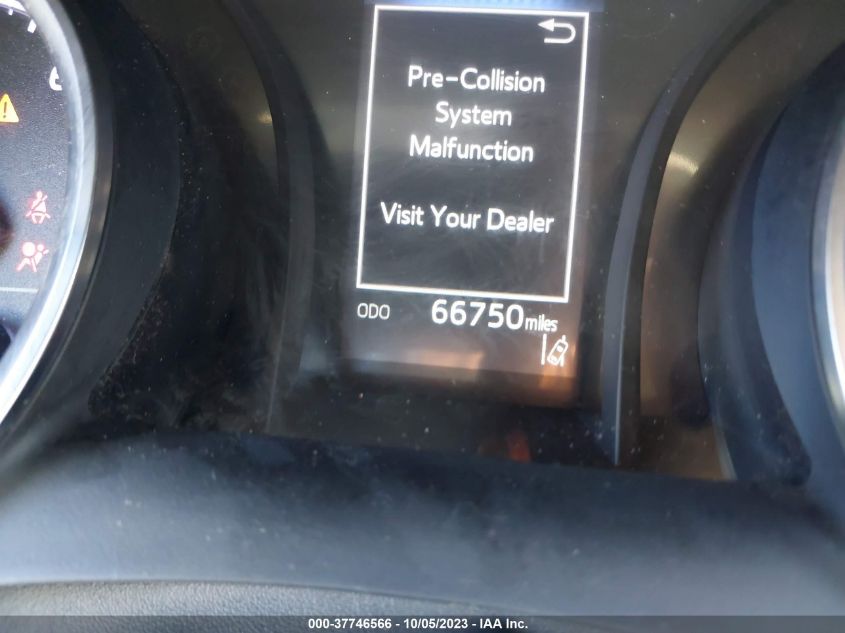 Pre-Collision
System
Malfunction
Visit Your Dealer
ODO 66750 miles
000-37746566 - 10/05/2023 - IAA Inc.